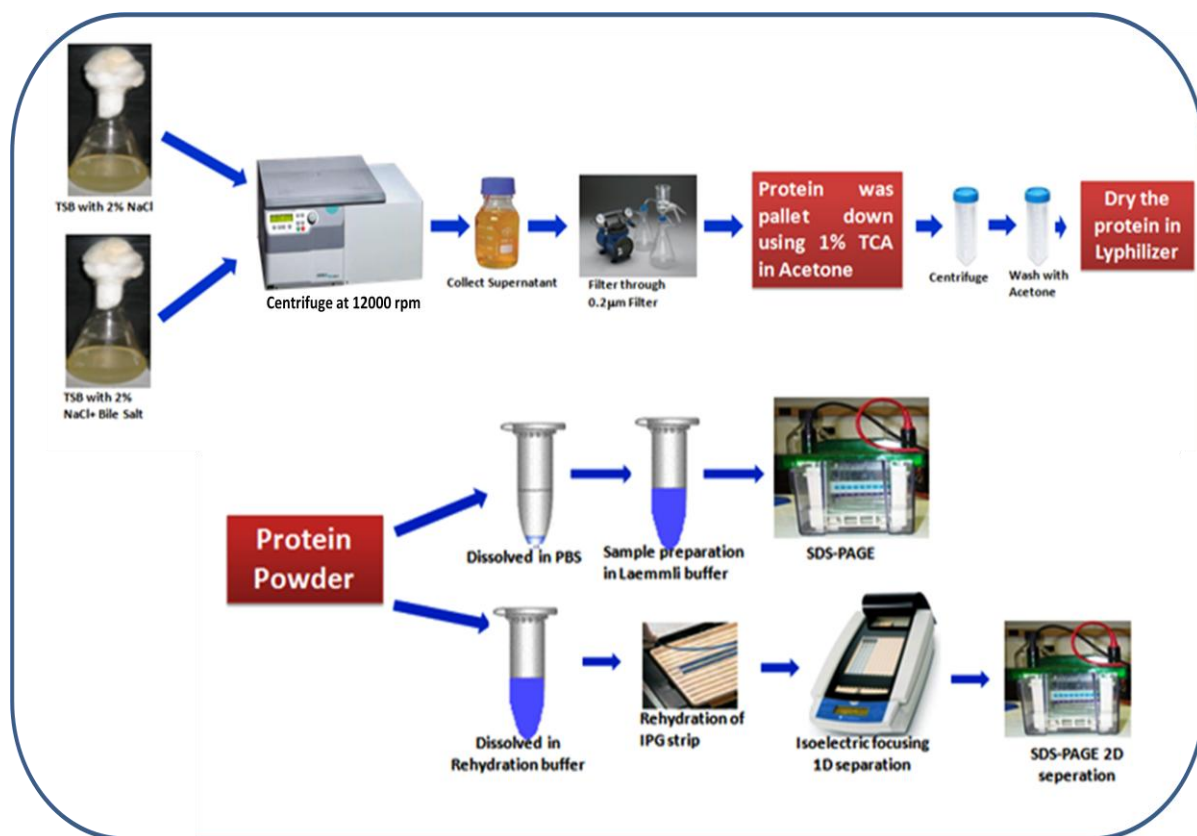 TSB with 2% NaCl
TSB with 2%
NaCl+ Bile Salt
Centrifuge at 12000 rpm
Collect Supernatant
Filter through
0.2µm Filter
Protein was
pallet down
using 1% TCA
in Acetone
Centrifuge
Wash with
Acetone
Dry the
protein in
Lyphilizer
Protein
Powder
Dissolved in PBS
Sample preparation
in Laemmli buffer
SDS-PAGE
Dissolved in
Rehydration buffer
Rehydration of
IPG strip
Isoelectric focusing
1D separation
SDS-PAGE 2D
seperation